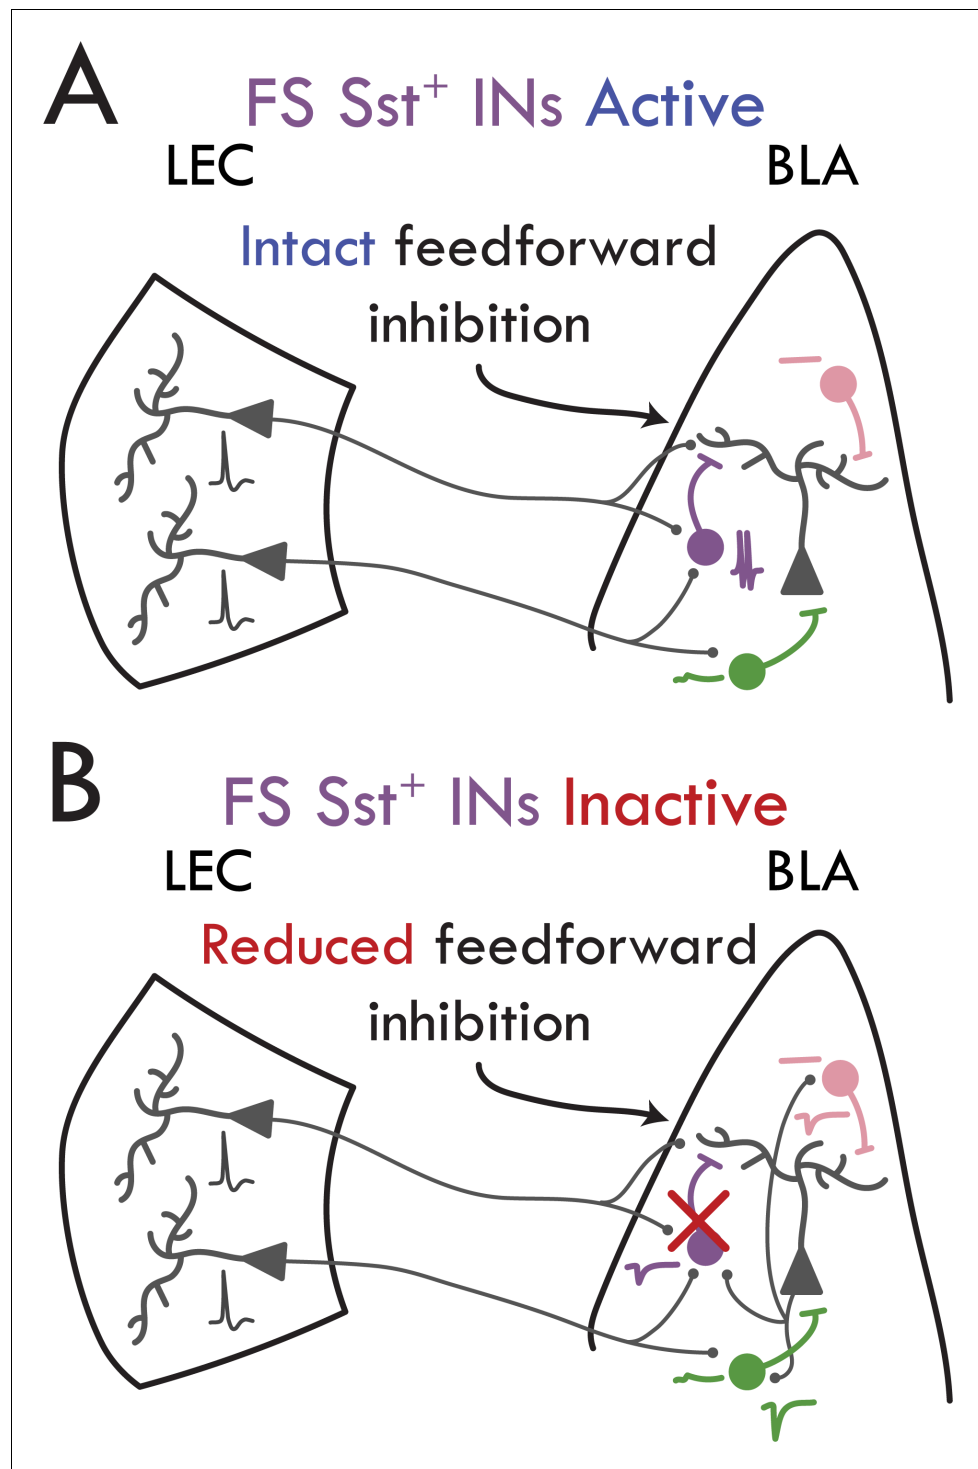 A
FS Sst⁺ INs Active
LEC BLA
Intact feedforward
inhibition
B
FS Sst⁺ INs Inactive
LEC BLA
Reduced feedforward
inhibition